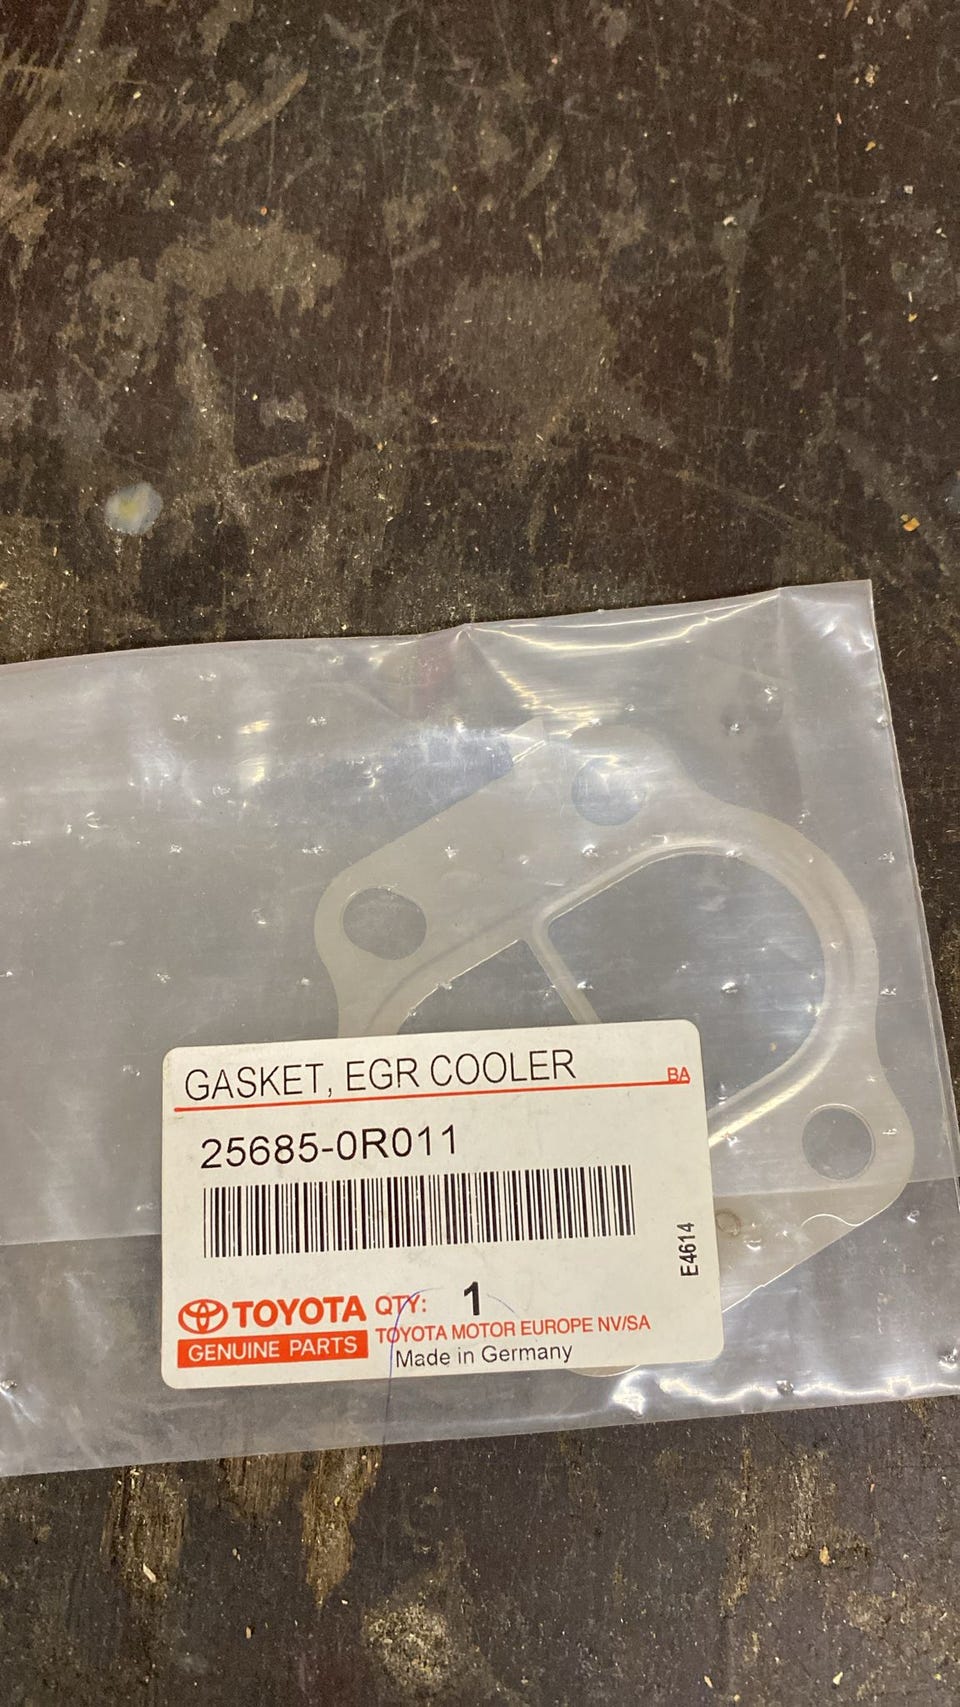 GASKET, EGR COOLER
BA
25685-0R011
E4614
TOYOTA
GENUINE PARTS
QTY: 1
TOYOTA MOTOR EUROPE NV/SA
Made in Germany